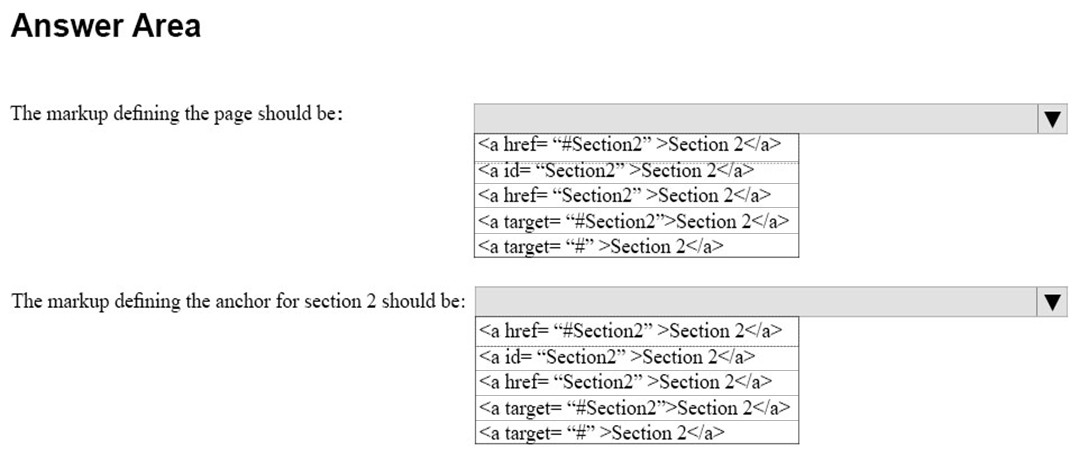 Answer Area
The markup defining the page should be:
▼
<a href= “#Section2” >Section 2</a>
<a id= “Section2” >Section 2</a>
<a href= “Section2” >Section 2</a>
<a target= “#Section2”>Section 2</a>
<a target= “#” >Section 2</a>
The markup defining the anchor for section 2 should be:
▼
<a href= “#Section2” >Section 2</a>
<a id= “Section2” >Section 2</a>
<a href= “Section2” >Section 2</a>
<a target= “#Section2”>Section 2</a>
<a target= “#” >Section 2</a>